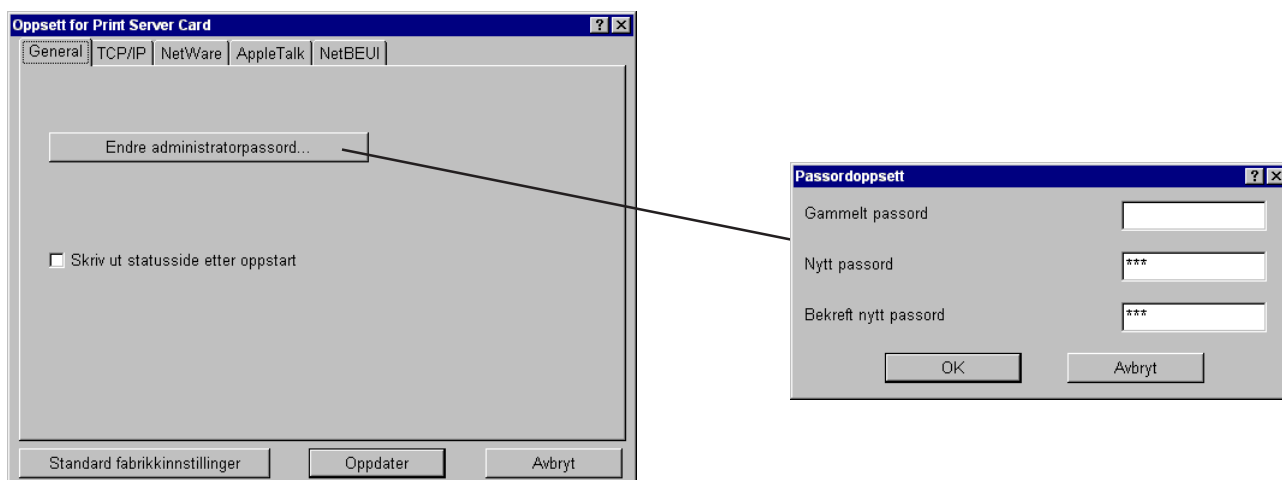 Oppsett for Print Server Card
General TCP/IP NetWare AppleTalk NetBEUI
Endre administratorpassord...
Skriv ut statusside etter oppstart
Standard fabrikkinnstillinger Oppdater Avbryt
Passordoppsett
Gammelt passord
Nytt passord ***
Bekreft nytt passord ***
OK Avbryt